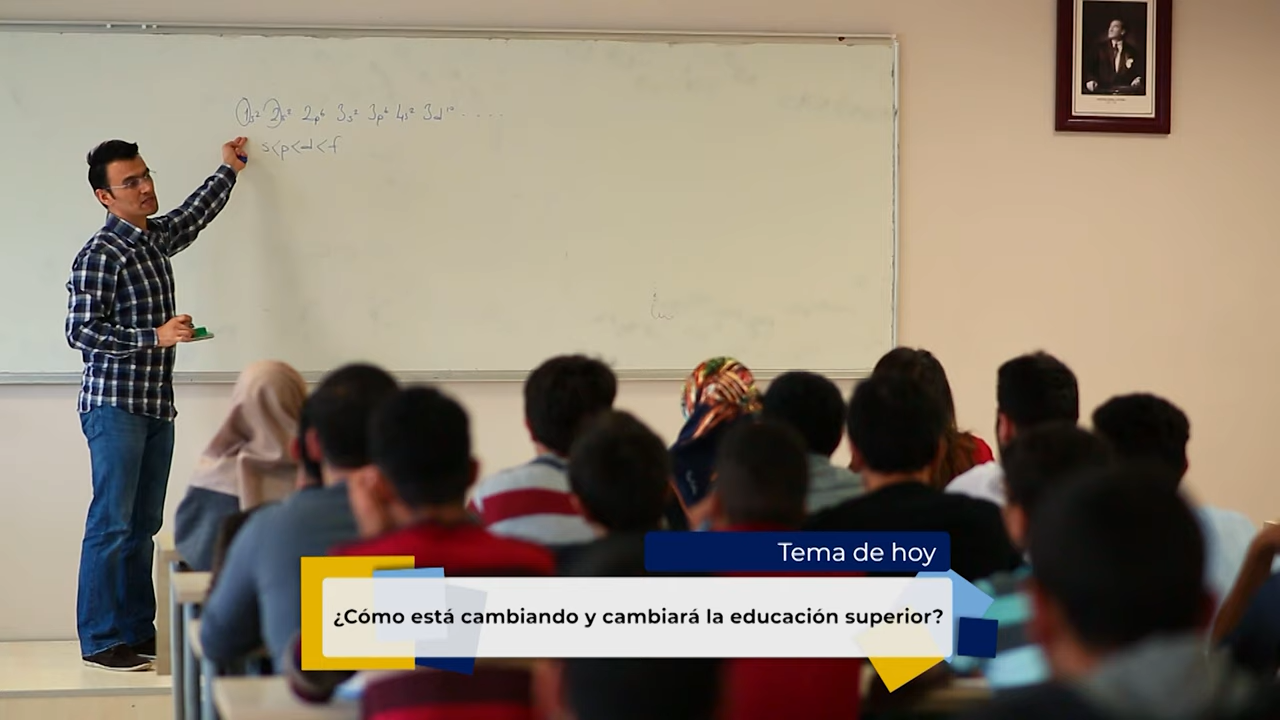 1s² 2s² 2p⁶ 3s² 3p⁶ 4s² 3d¹⁰ ....
s<p<d<f
Tema de hoy
¿Cómo está cambiando y cambiará la educación superior?